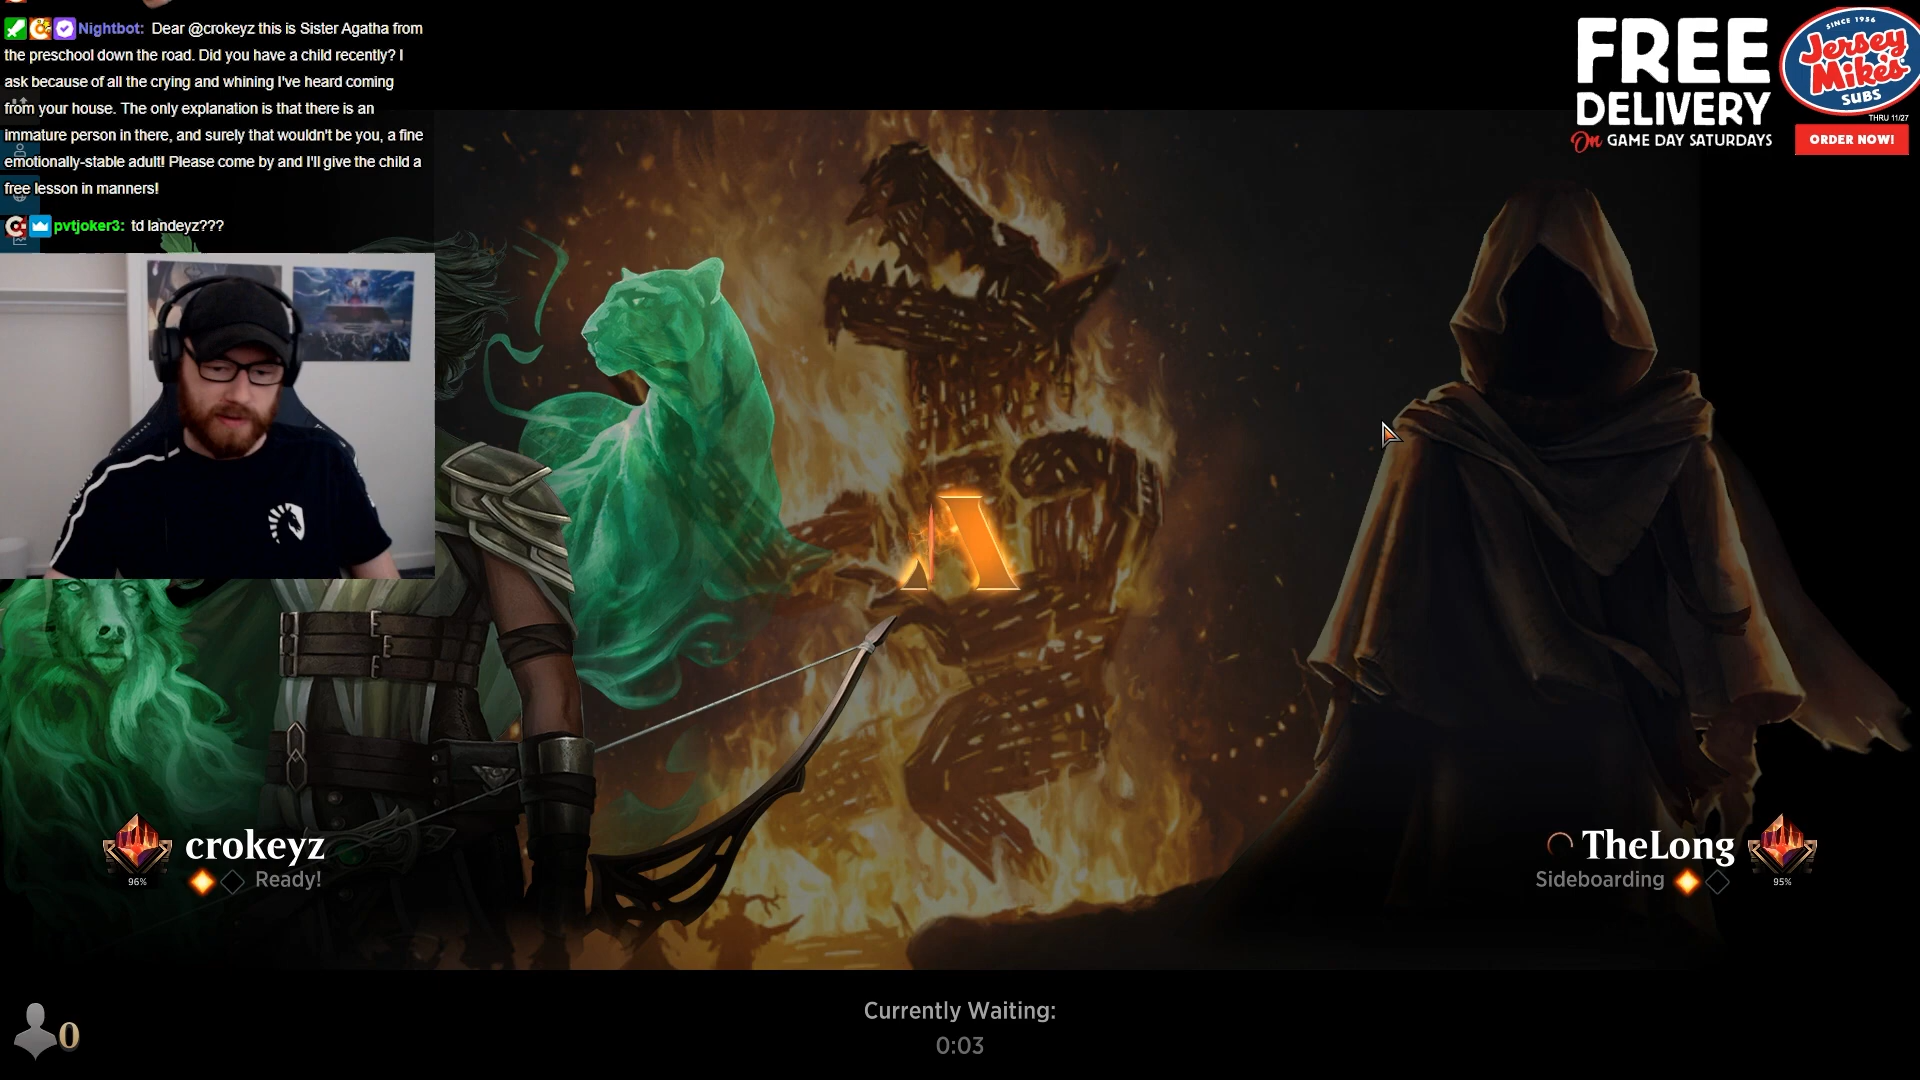 Nightbot: Dear @crokeyz this is Sister Agatha from
the preschool down the road. Did you have a child recently? I
ask because of all the crying and whining I've heard coming
from your house. The only explanation is that there is an
immature person in there, and surely that wouldn't be you, a fine
emotionally-stable adult! Please come by and I'll give the child a
free lesson in manners!
pvtjoker3: td landeyz???
FREE
DELIVERY
On GAME DAY SATURDAYS
SINCE 1956
Jersey
Mike's
SUBS
THRU 11/27
ORDER NOW!
crokeyz
96%
Ready!
TheLong
Sideboarding
95%
Currently Waiting:
0:03
0